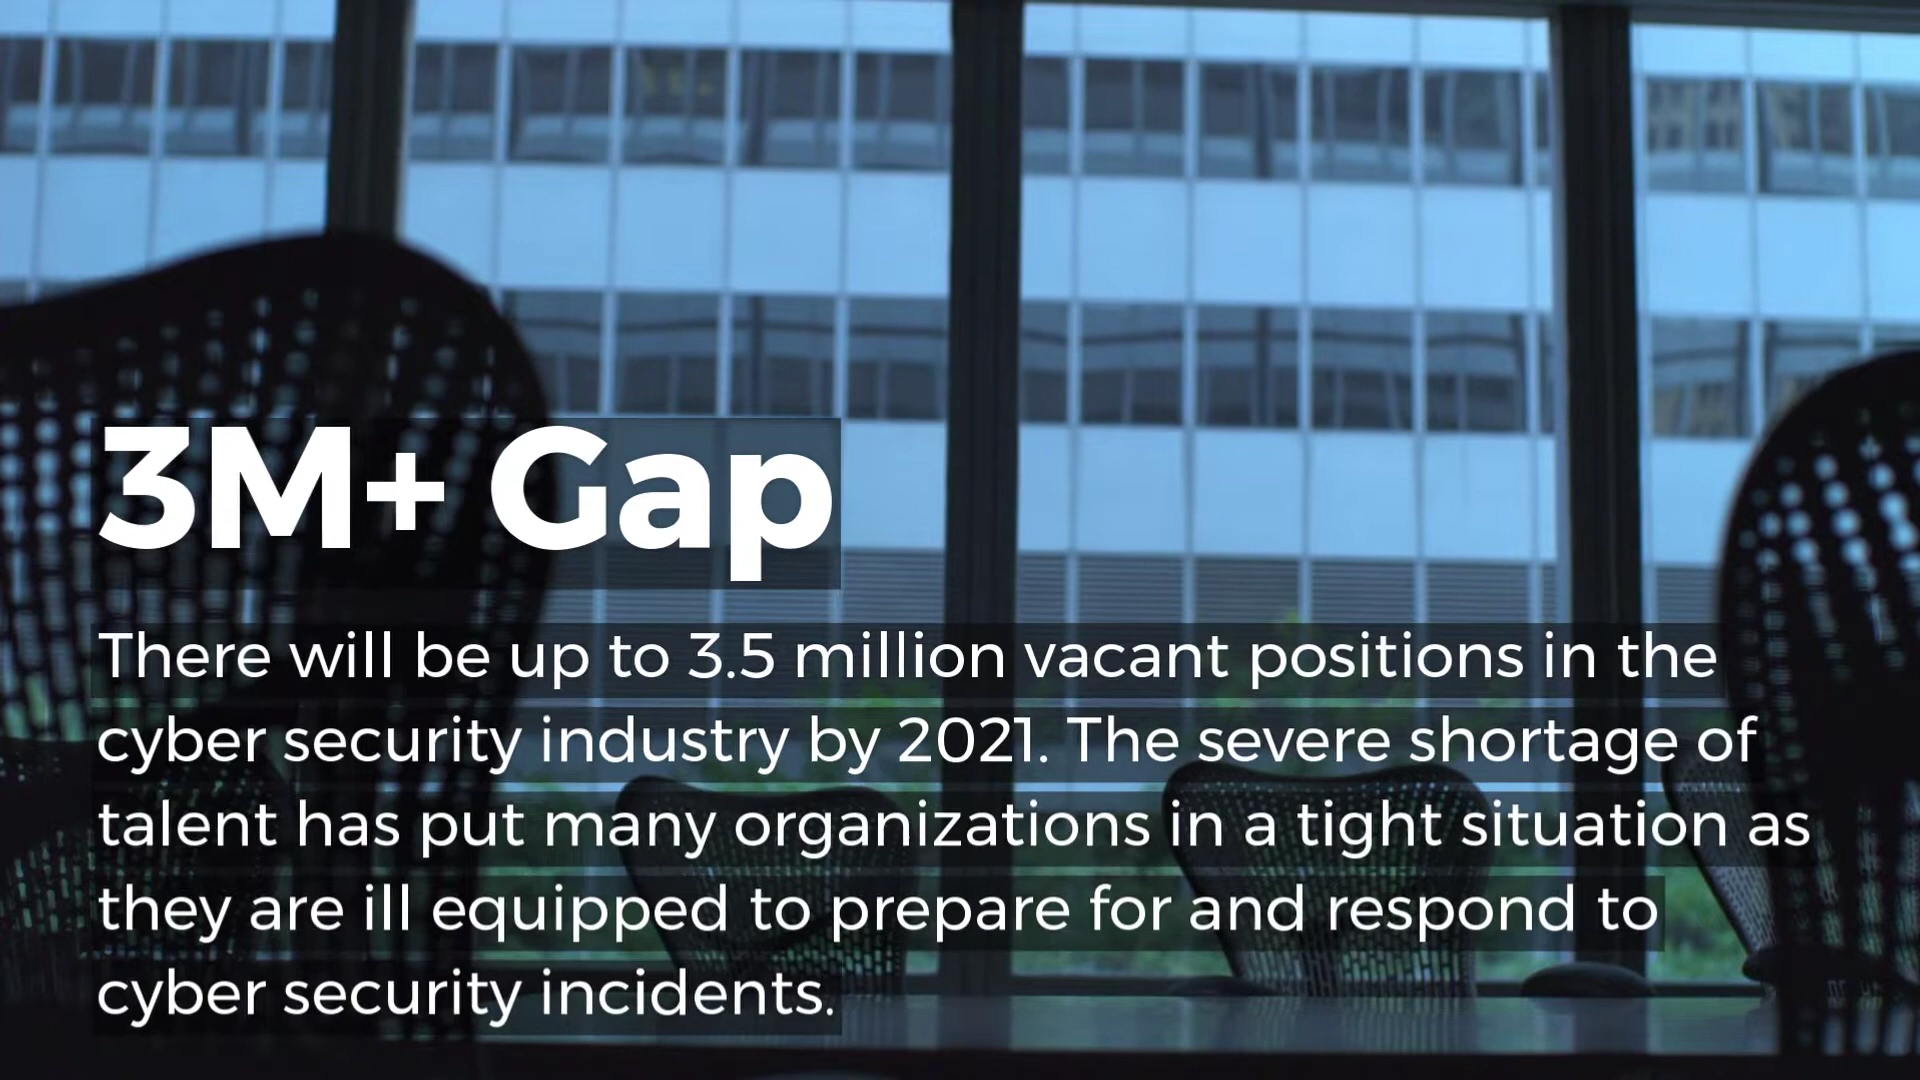 3M+ Gap
There will be up to 3.5 million vacant positions in the
cyber security industry by 2021. The severe shortage of
talent has put many organizations in a tight situation as
they are ill equipped to prepare for and respond to
cyber security incidents.